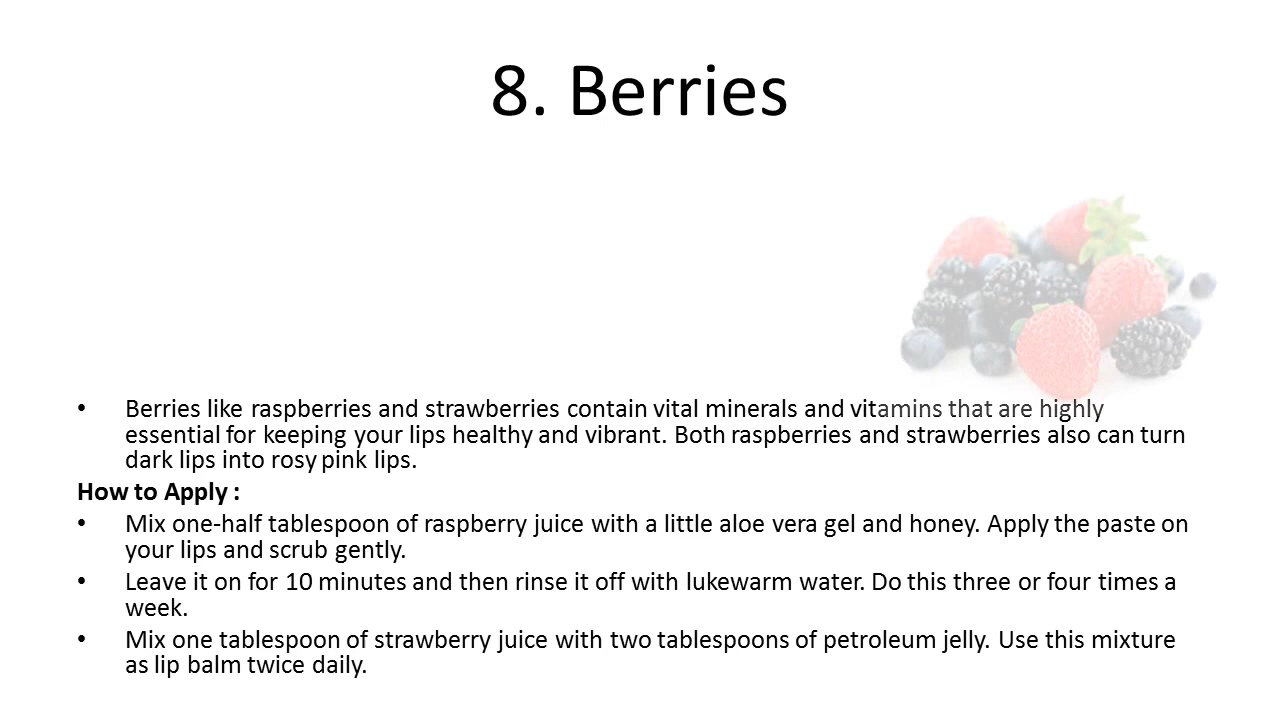 8. Berries
• Berries like raspberries and strawberries contain vital minerals and vitamins that are highly
essential for keeping your lips healthy and vibrant. Both raspberries and strawberries also can turn
dark lips into rosy pink lips.
How to Apply :
• Mix one-half tablespoon of raspberry juice with a little aloe vera gel and honey. Apply the paste on
your lips and scrub gently.
• Leave it on for 10 minutes and then rinse it off with lukewarm water. Do this three or four times a
week.
• Mix one tablespoon of strawberry juice with two tablespoons of petroleum jelly. Use this mixture
as lip balm twice daily.